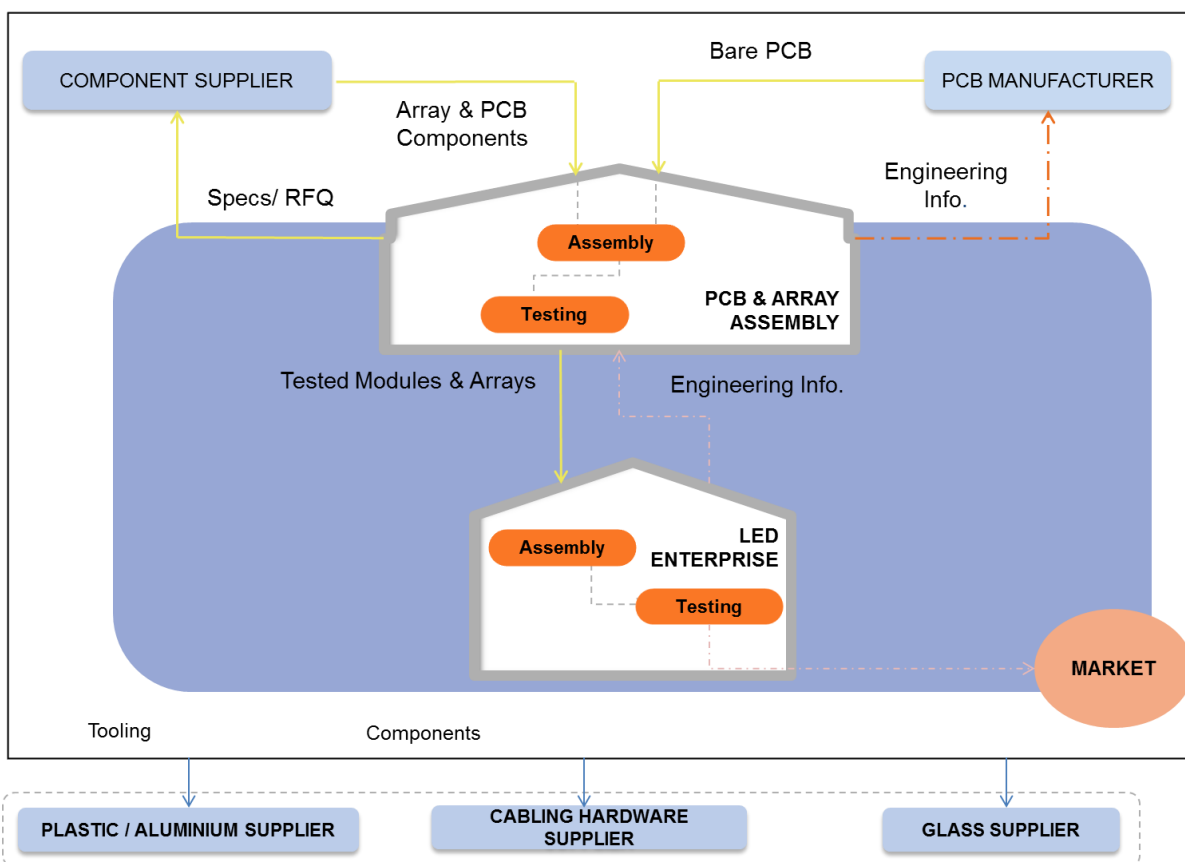 Bare PCB
COMPONENT SUPPLIER
PCB MANUFACTURER
Array & PCB
Components
Engineering
Info.
Specs/ RFQ
Assembly
Testing
PCB & ARRAY
ASSEMBLY
Tested Modules & Arrays
Engineering Info.
LED
ENTERPRISE
Assembly
Testing
MARKET
Tooling
Components
PLASTIC / ALUMINIUM SUPPLIER
CABLING HARDWARE
SUPPLIER
GLASS SUPPLIER